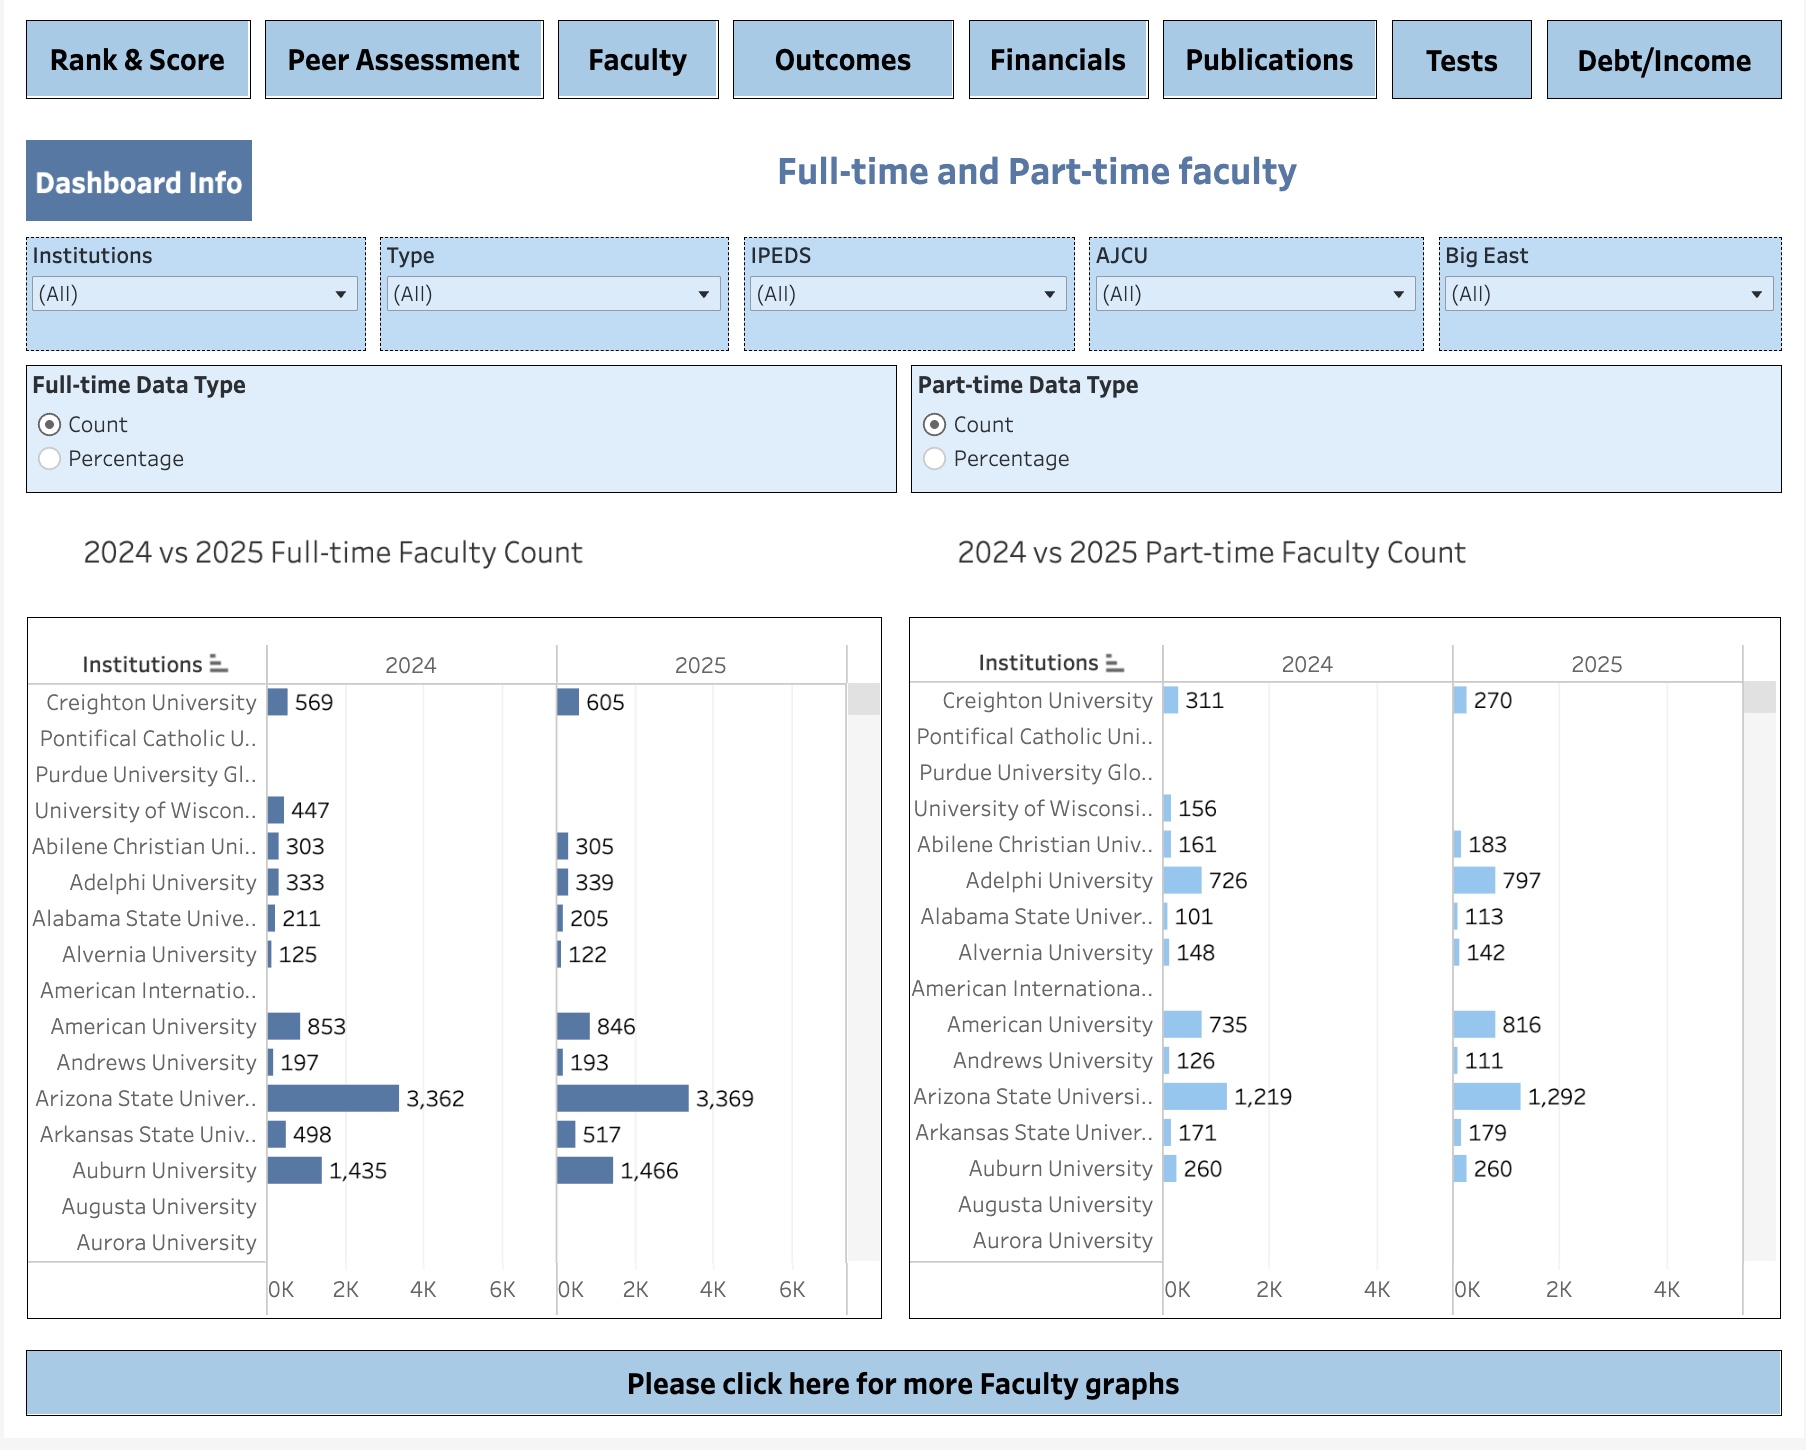 Rank & Score Peer Assessment Faculty Outcomes Financials Publications Tests Debt/Income
Dashboard Info
Full-time and Part-time faculty
Institutions Type IPEDS AJCU Big East
(All) (All) (All) (All) (All)
Full-time Data Type
Count
Percentage
Part-time Data Type
Count
Percentage
2024 vs 2025 Full-time Faculty Count
Institutions 2024 2025
Creighton University 569 605
Pontifical Catholic U..
Purdue University Gl..
University of Wiscon.. 447
Abilene Christian Uni.. 303 305
Adelphi University 333 339
Alabama State Unive.. 211 205
Alvernia University 125 122
American Internatio..
American University 853 846
Andrews University 197 193
Arizona State Univer.. 3,362 3,369
Arkansas State Univ.. 498 517
Auburn University 1,435 1,466
Augusta University
Aurora University
0K 2K 4K 6K 0K 2K 4K 6K
2024 vs 2025 Part-time Faculty Count
Institutions 2024 2025
Creighton University 311 270
Pontifical Catholic Uni..
Purdue University Glo..
University of Wisconsi.. 156
Abilene Christian Univ.. 161 183
Adelphi University 726 797
Alabama State Univer.. 101 113
Alvernia University 148 142
American Internationa..
American University 735 816
Andrews University 126 111
Arizona State Universi.. 1,219 1,292
Arkansas State Univer.. 171 179
Auburn University 260 260
Augusta University
Aurora University
0K 2K 4K 0K 2K 4K
Please click here for more Faculty graphs